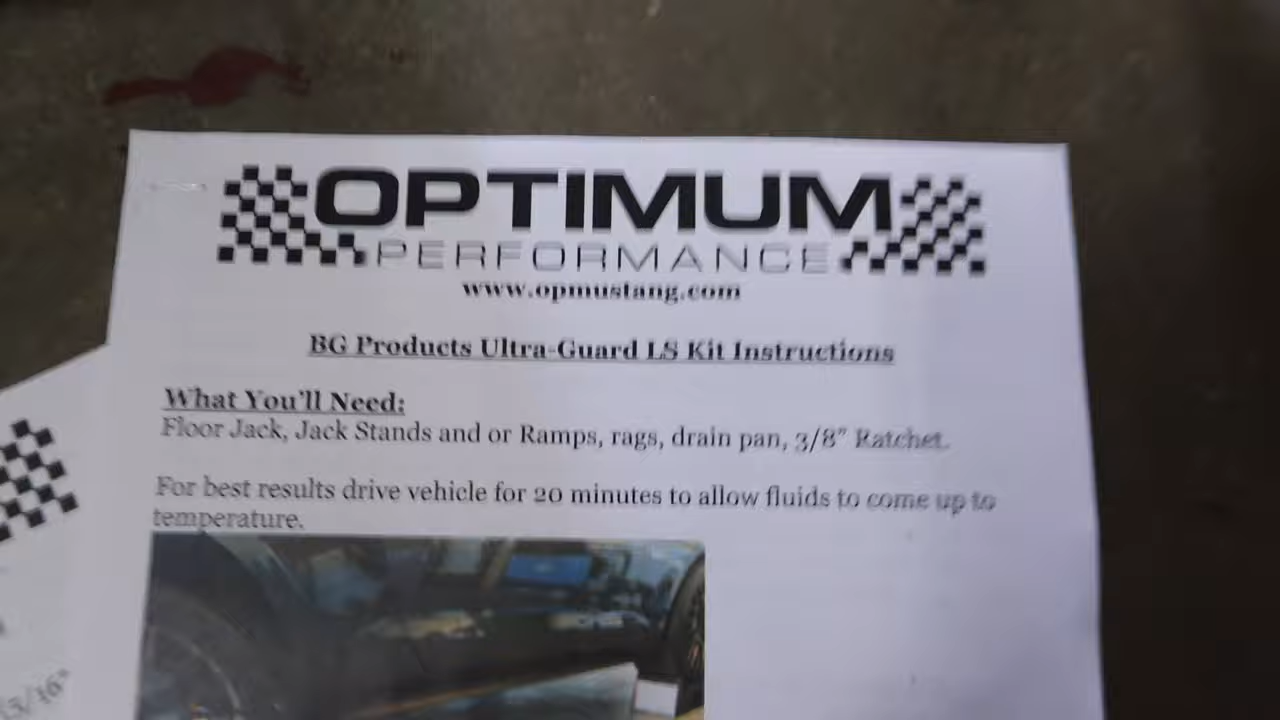 OPTIMUM
PERFORMANCE
www.opmustang.com
BG Products Ultra-Guard LS Kit Instructions
What You'll Need:
Floor Jack, Jack Stands and or Ramps, rags, drain pan, 3/8" Ratchet.
For best results drive vehicle for 20 minutes to allow fluids to come up to
temperature.